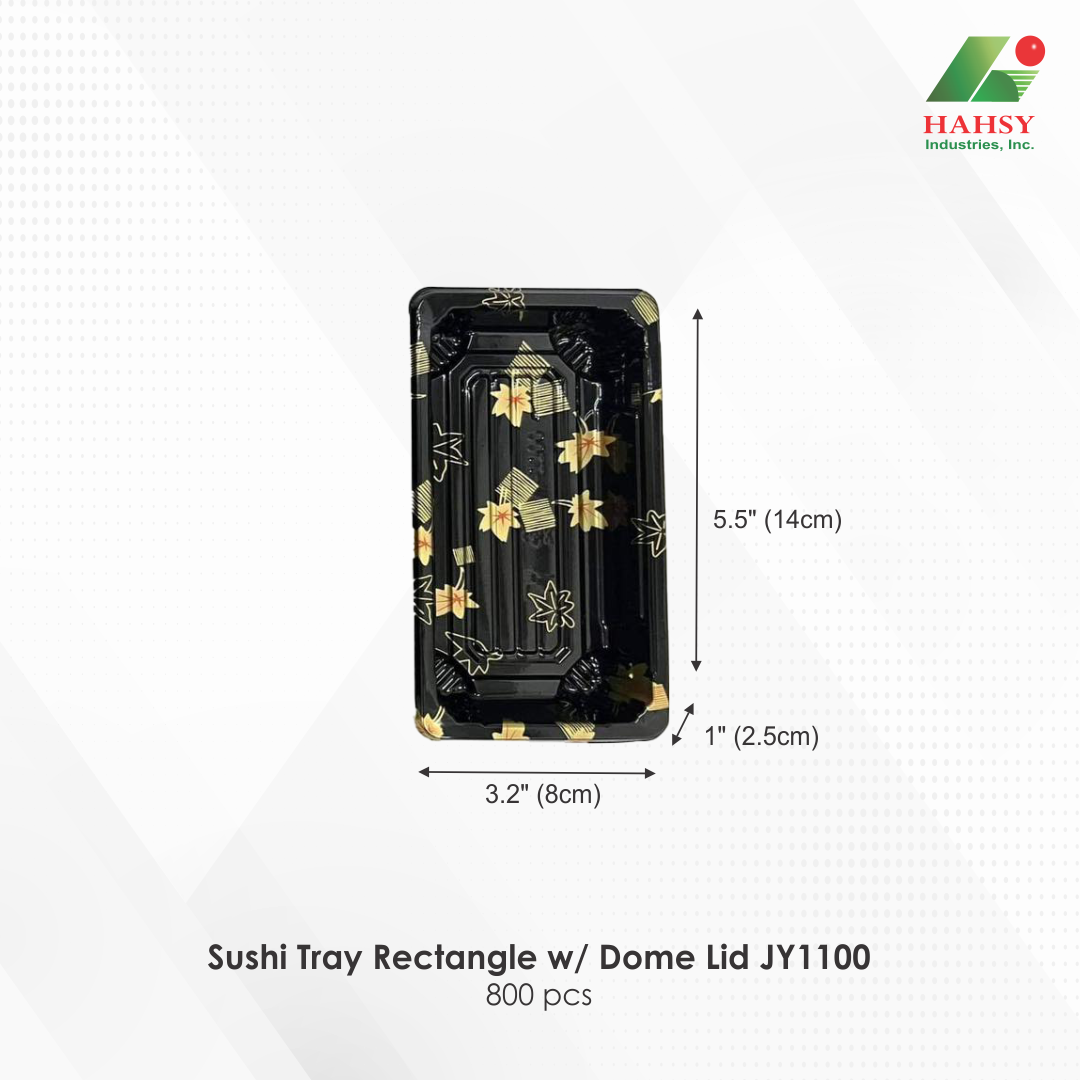 HAHSY
Industries, Inc.
5.5" (14cm)
1" (2.5cm)
3.2" (8cm)
Sushi Tray Rectangle w/ Dome Lid JY1100
800 pcs